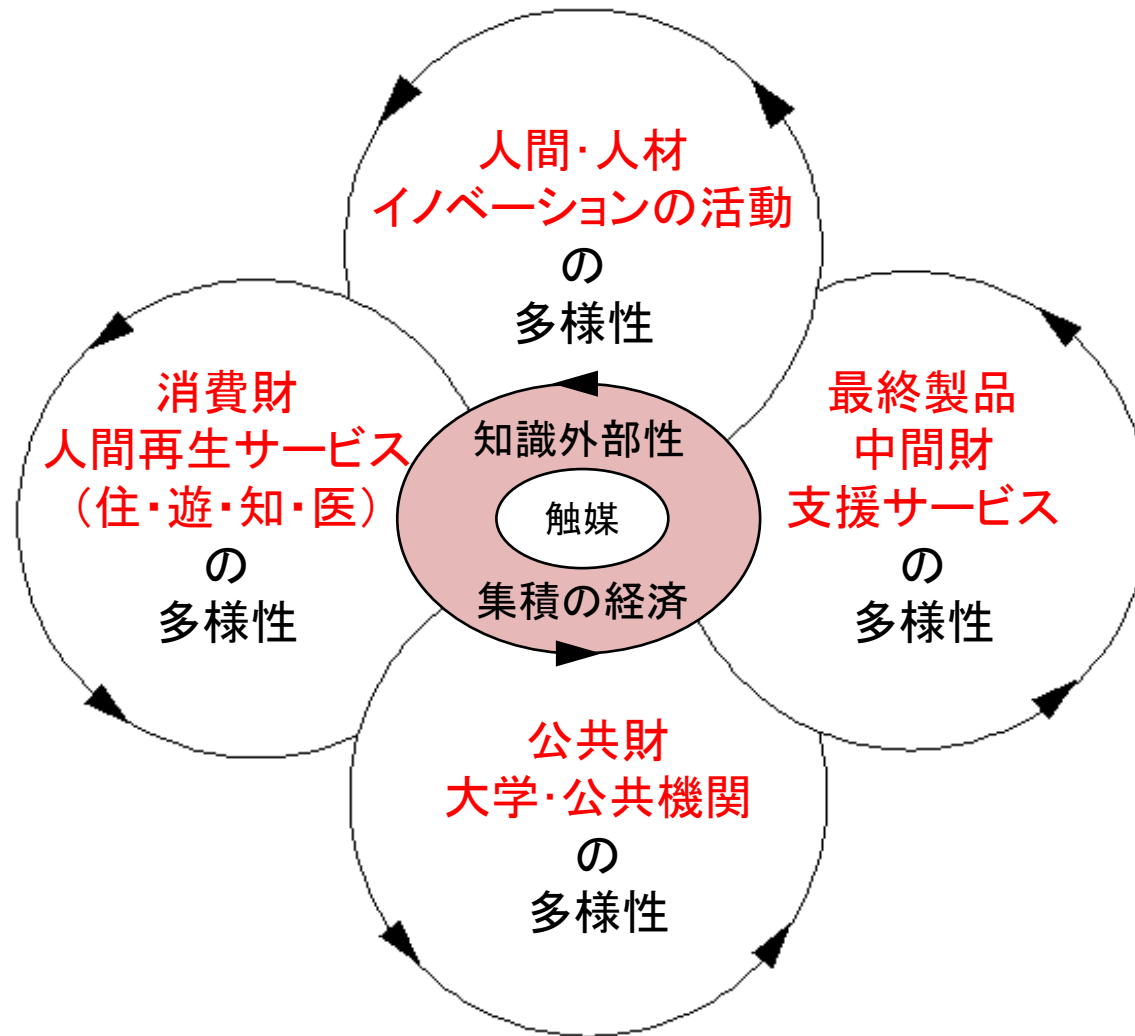 人間・人材
イノベーションの活動
の
多様性
消費財
人間再生サービス
（住・遊・知・医）
の
多様性
知識外部性
触媒
集積の経済
最終製品
中間財
支援サービス
の
多様性
公共財
大学・公共機関
の
多様性